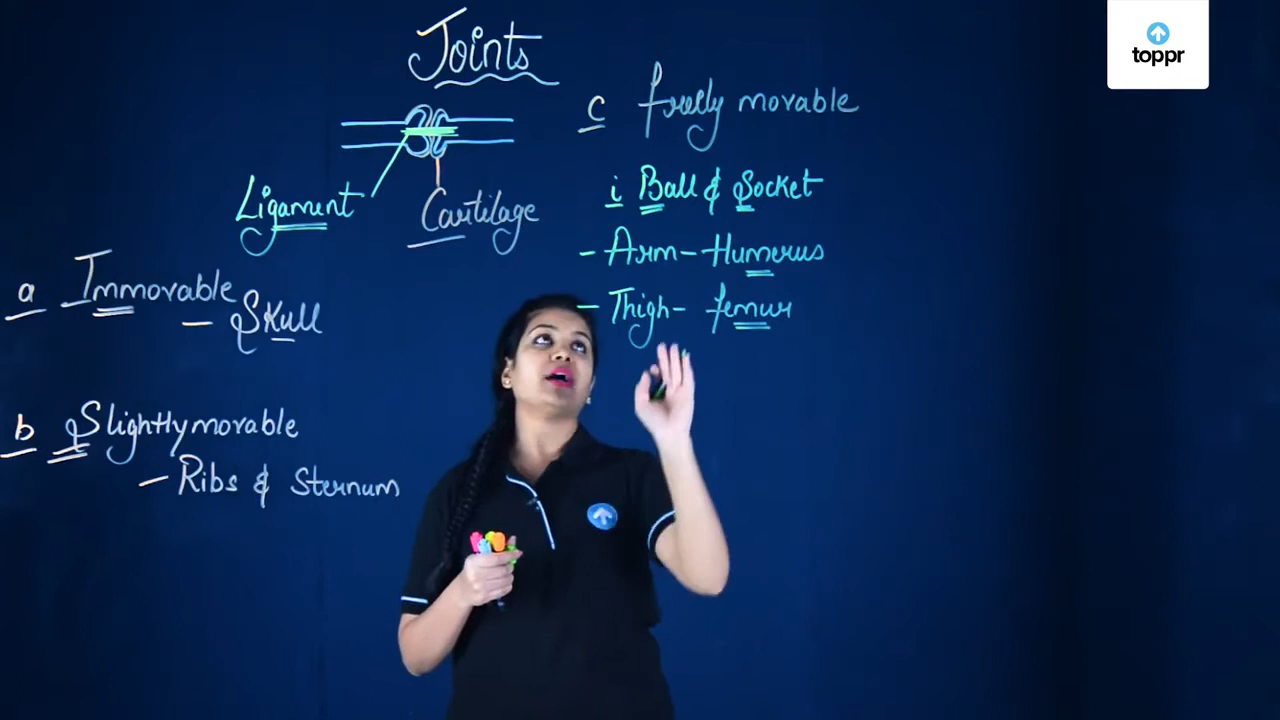 Joints
Ligament
Cartilage
a Immovable
- Skull
b Slightly movable
- Ribs & Sternum
c freely movable
i Ball & Socket
- Arm - Humerus
- Thigh - femur
toppr